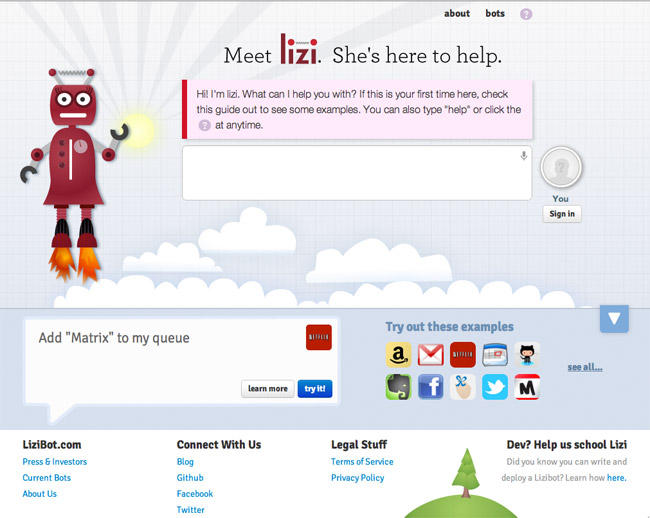 about bots ?
Meet lizi. She's here to help.
Hi! I'm lizi. What can I help you with? If this is your first time here, check
this guide out to see some examples. You can also type "help" or click the
? at anytime.
?
You
Sign in
Add "Matrix" to my queue
NETFLIX
learn more try it!
Try out these examples
a M NETFLIX
f M
see all...
LiziBot.com
Press & Investors
Current Bots
About Us
Connect With Us
Blog
Github
Facebook
Twitter
Legal Stuff
Terms of Service
Privacy Policy
Dev? Help us school Lizi
Did you know you can write and
deploy a Lizibot? Learn how here.